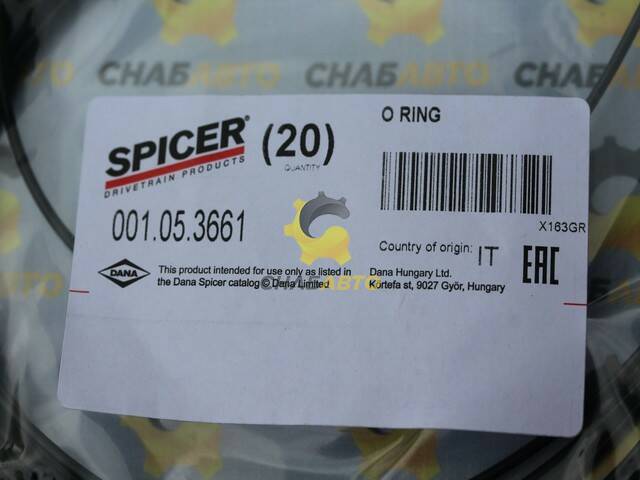 СНАБАВТО
СНАБАВТО
SPICER®
DRIVETRAIN PRODUCTS
(20)
QUANTITY
O RING
X163GR
001.05.3661
Country of origin: IT
EAC
DANA
This product intended for use only as listed in
the Dana Spicer catalog © Dana Limited
Dana Hungary Ltd.
Körtefa st, 9027 Győr, Hungary
СНАБАВТО